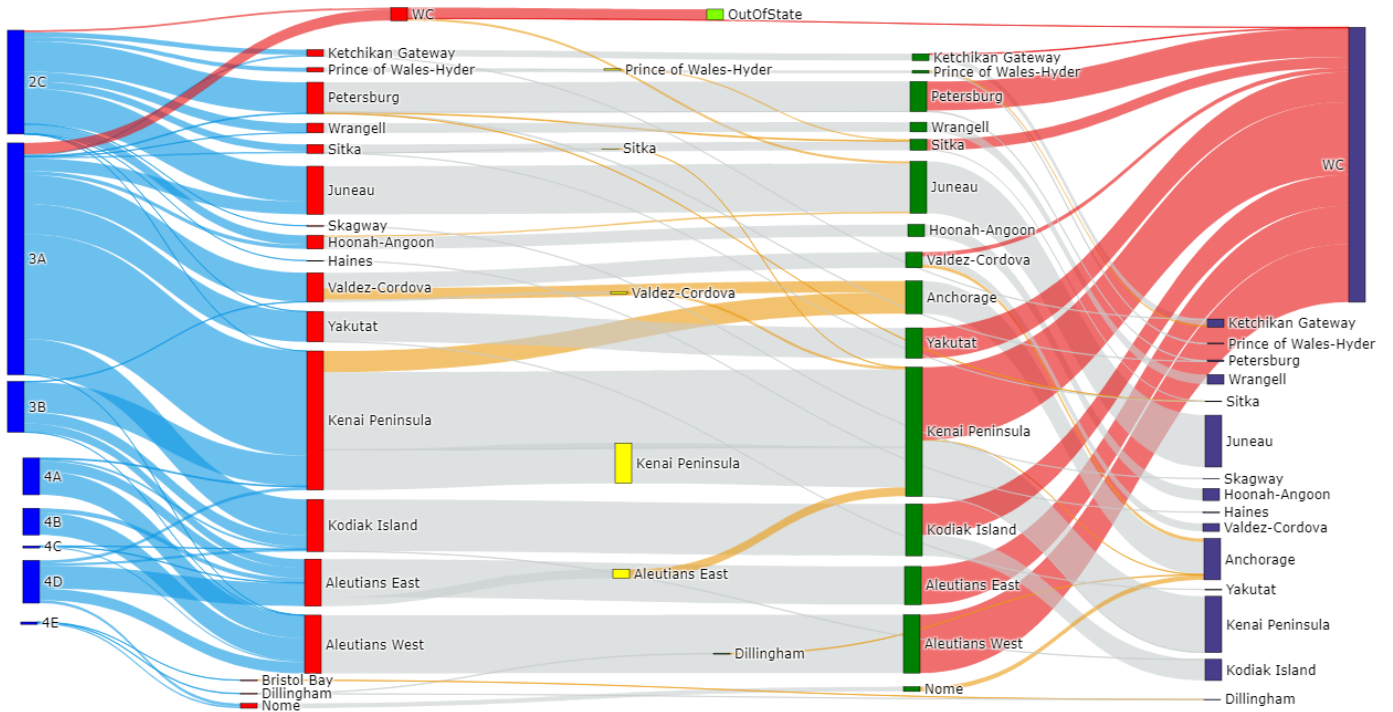 WC
OutOfState
2C
3A
3B
4A
4B
4C
4D
4E
Ketchikan Gateway
Prince of Wales-Hyder
Petersburg
Wrangell
Sitka
Juneau
Skagway
Hoonah-Angoon
Haines
Valdez-Cordova
Yakutat
Kenai Peninsula
Kodiak Island
Aleutians East
Aleutians West
Bristol Bay
Dillingham
Nome
Prince of Wales-Hyder
Sitka
Valdez-Cordova
Kenai Peninsula
Aleutians East
Dillingham
Ketchikan Gateway
Prince of Wales-Hyder
Petersburg
Wrangell
Sitka
Juneau
Hoonah-Angoon
Valdez-Cordova
Anchorage
Yakutat
Kenai Peninsula
Kodiak Island
Aleutians East
Aleutians West
Nome
WC
Ketchikan Gateway
Prince of Wales-Hyder
Petersburg
Wrangell
Sitka
Juneau
Skagway
Hoonah-Angoon
Haines
Valdez-Cordova
Anchorage
Yakutat
Kenai Peninsula
Kodiak Island
Dillingham